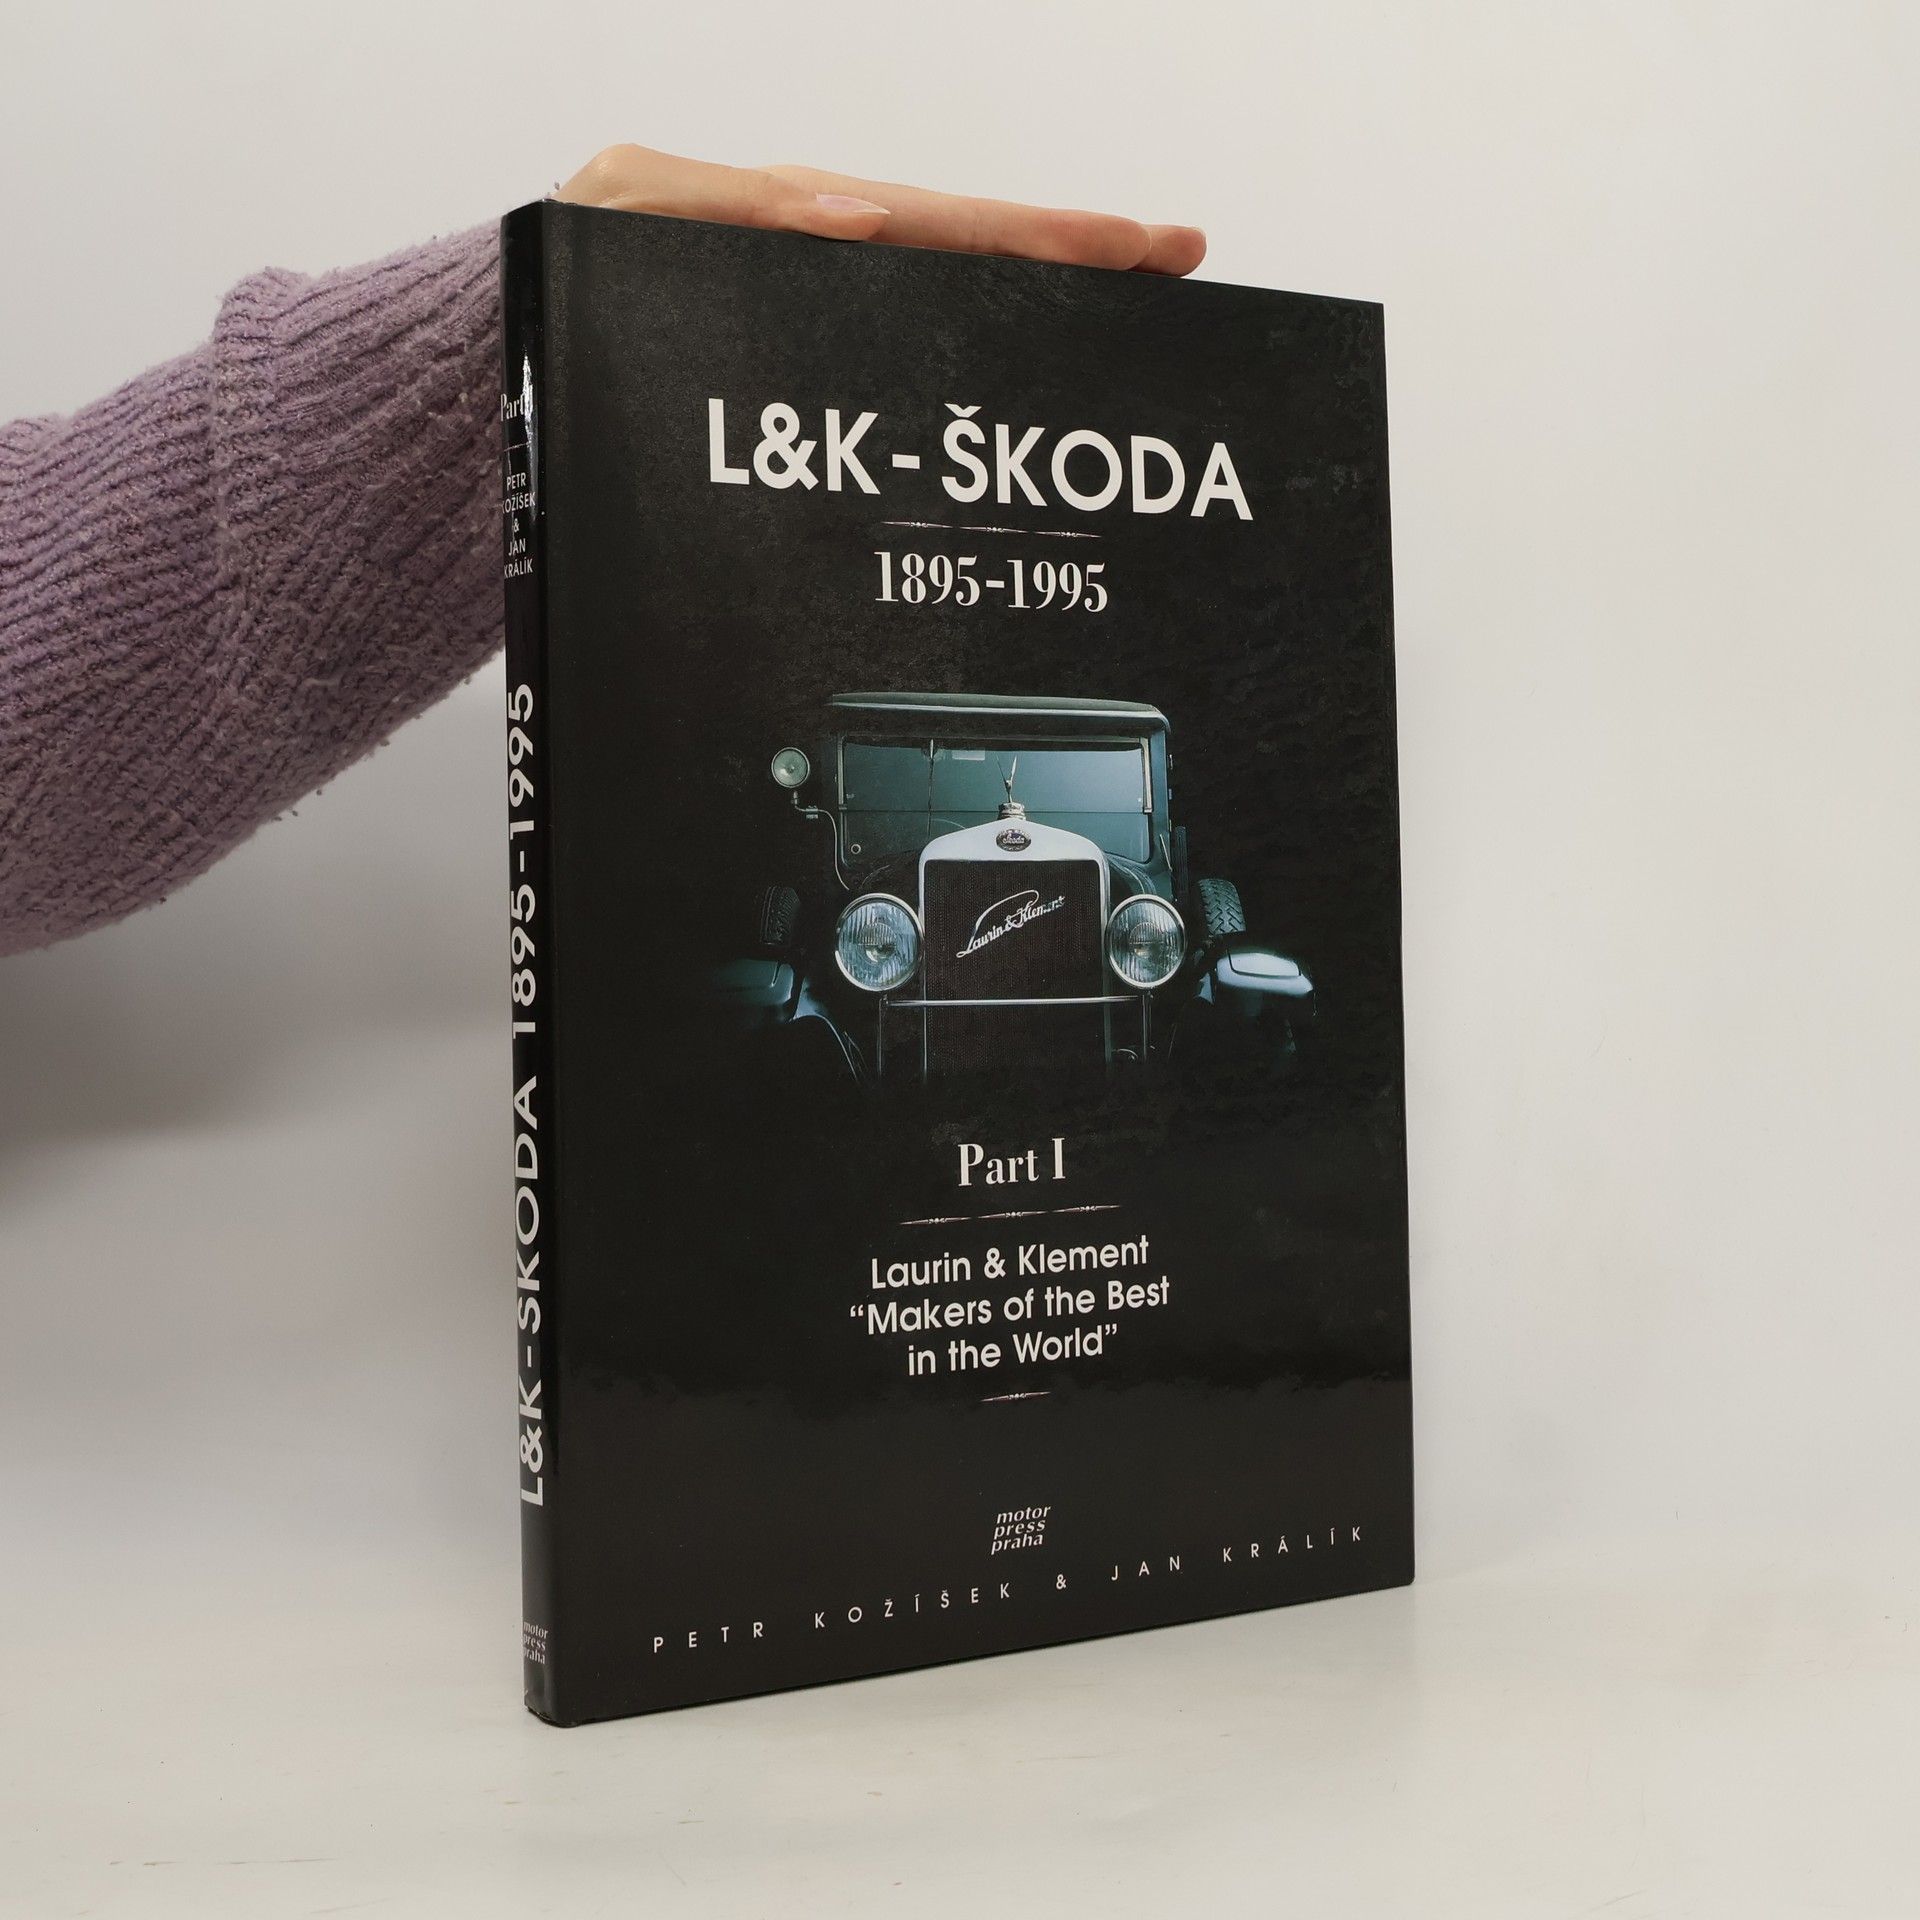 L&K-ŠKODA
1895-1995
Škoda
Laurin & Klement
Part I
Laurin & Klement
“Makers of the Best
in the World”
motor
press
praha
PETR KOŽÍŠEK & JAN KRÁLÍK
Part
PETR
KOŽÍŠEK
&
JAN
KRÁLÍK
L&K-ŠKODA 1895-1995
motor
press
praha